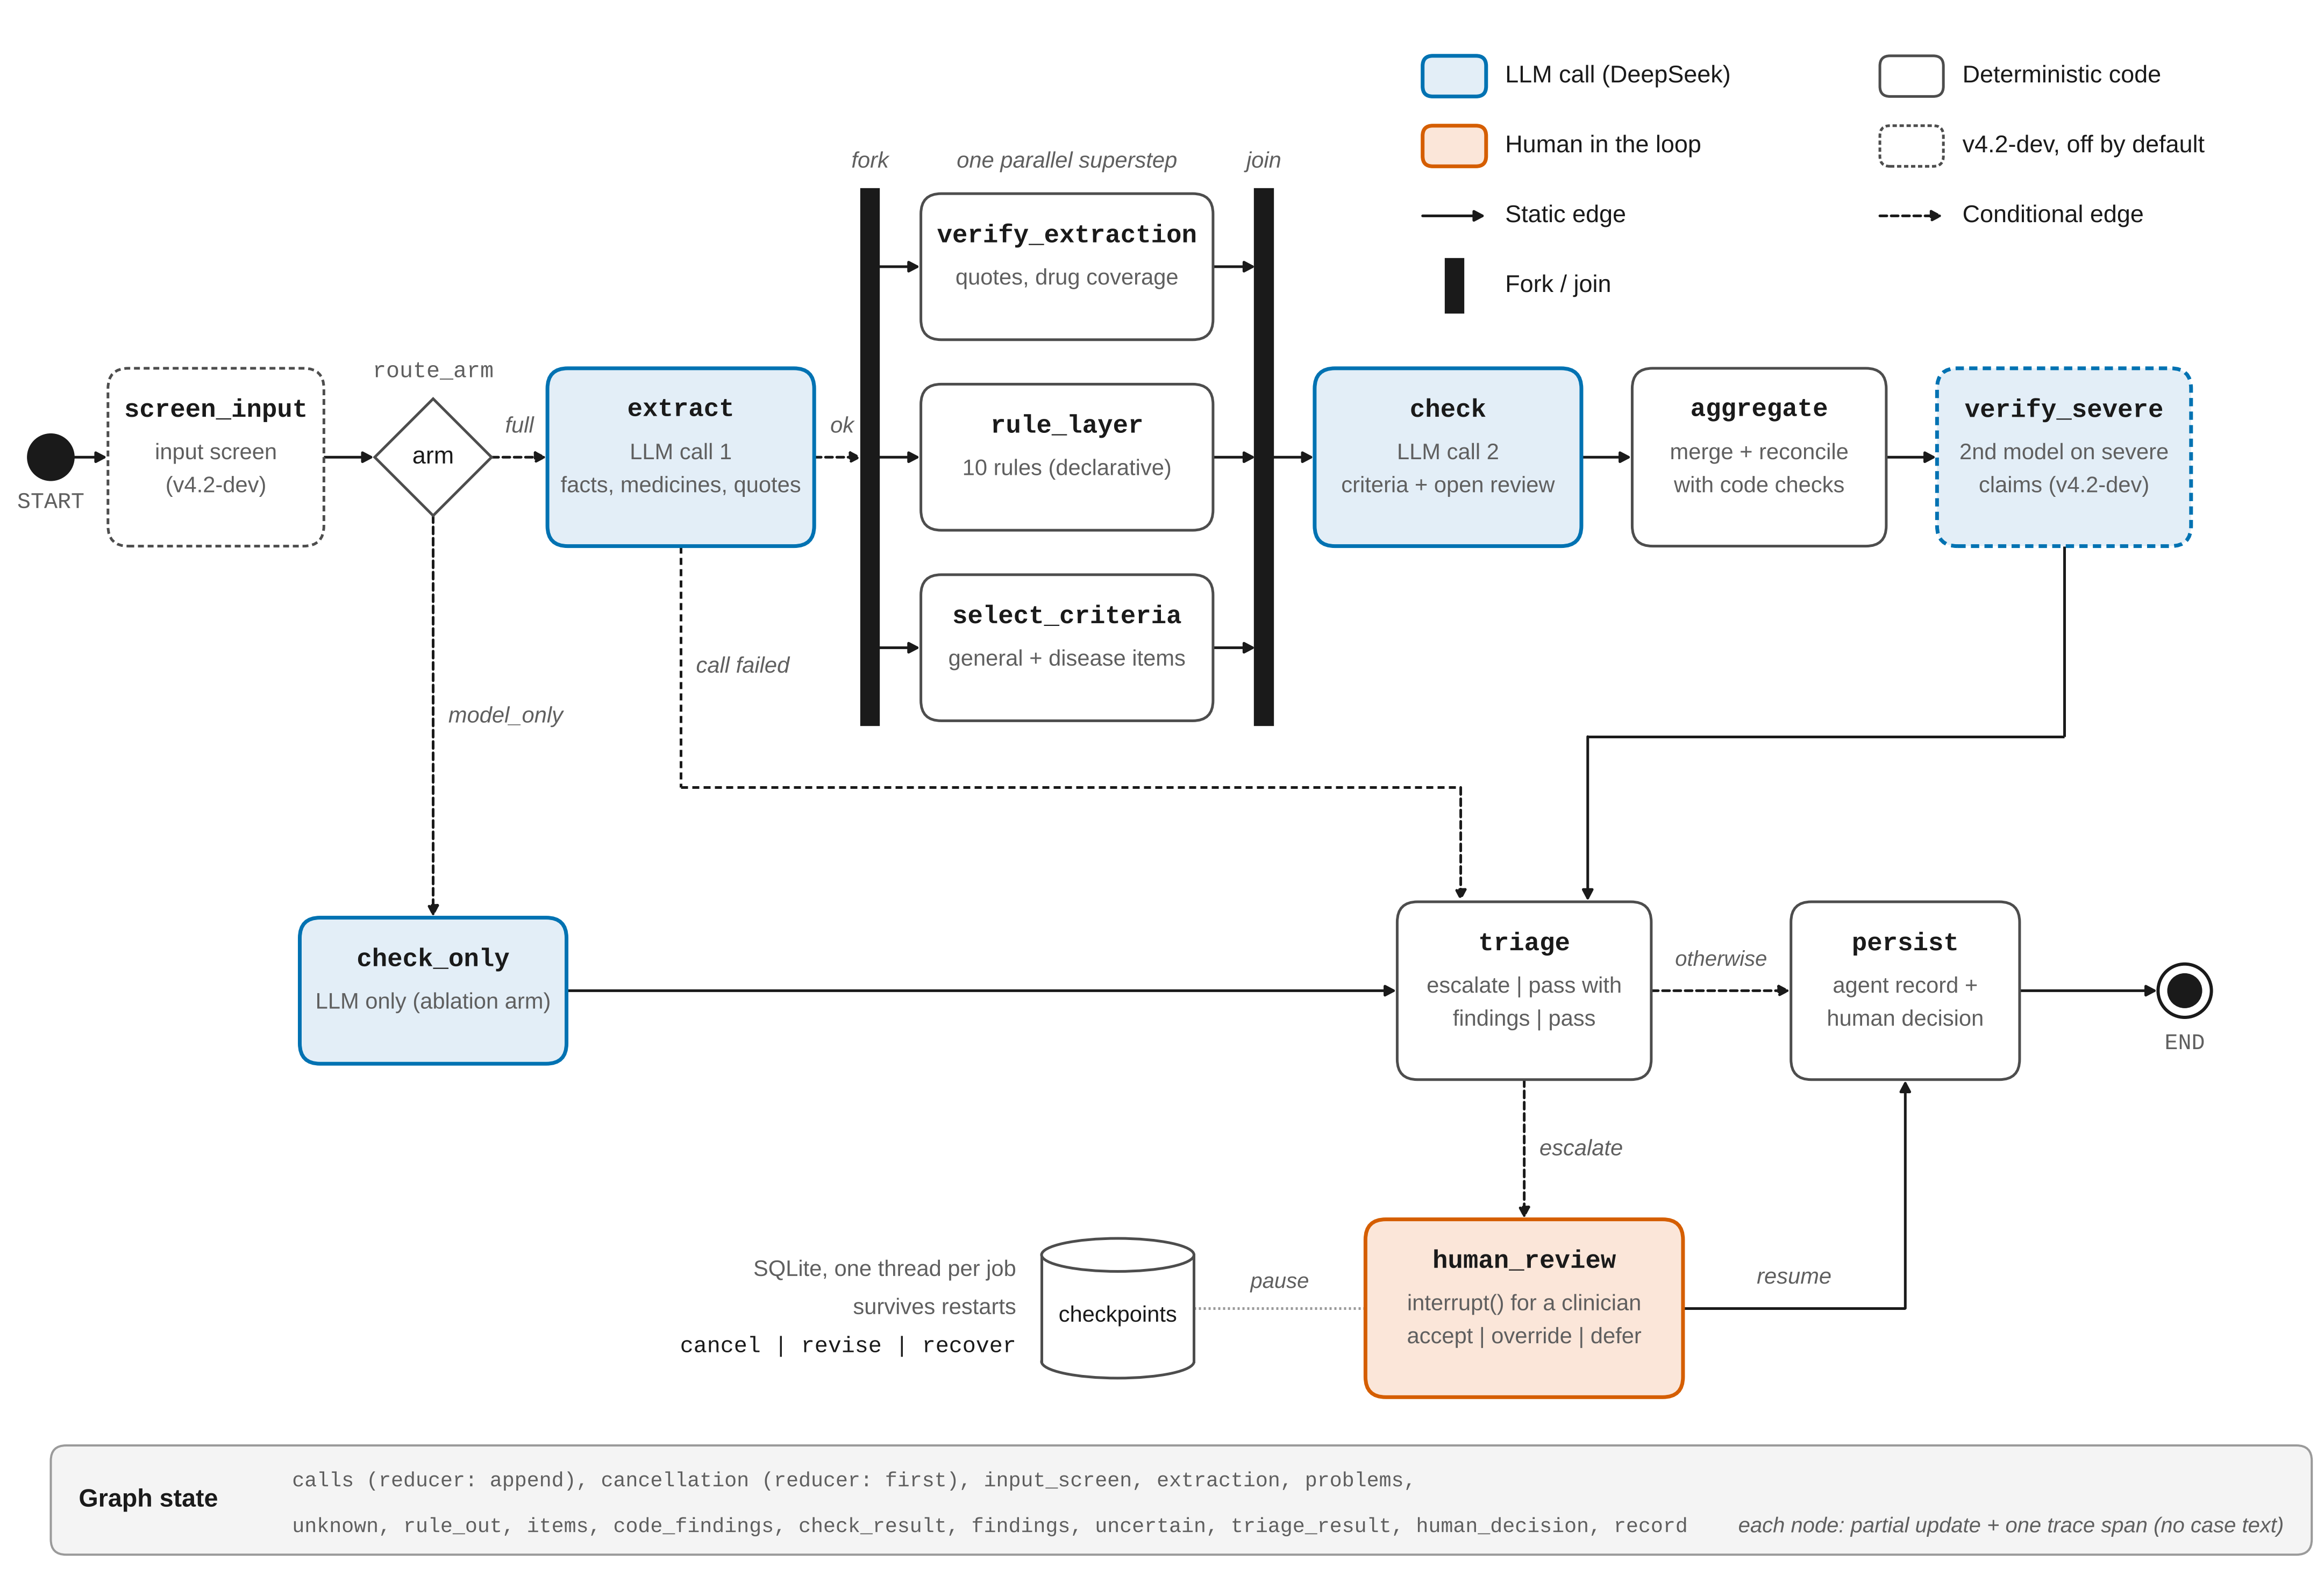 LLM call (DeepSeek)
Deterministic code
Human in the loop
v4.2-dev, off by default
Static edge
Conditional edge
Fork / join
fork
one parallel superstep
join
verify_extraction
quotes, drug coverage
rule_layer
10 rules (declarative)
select_criteria
general + disease items
START
screen_input
input screen
(v4.2-dev)
route_arm
arm
full
extract
LLM call 1
facts, medicines, quotes
ok
check
LLM call 2
criteria + open review
aggregate
merge + reconcile
with code checks
verify_severe
2nd model on severe
claims (v4.2-dev)
call failed
model_only
check_only
LLM only (ablation arm)
triage
escalate | pass with
findings | pass
otherwise
persist
agent record +
human decision
END
escalate
SQLite, one thread per job
survives restarts
cancel | revise | recover
checkpoints
pause
human_review
interrupt() for a clinician
accept | override | defer
resume
Graph state
calls (reducer: append), cancellation (reducer: first), input_screen, extraction, problems,
unknown, rule_out, items, code_findings, check_result, findings, uncertain, triage_result, human_decision, record
each node: partial update + one trace span (no case text)